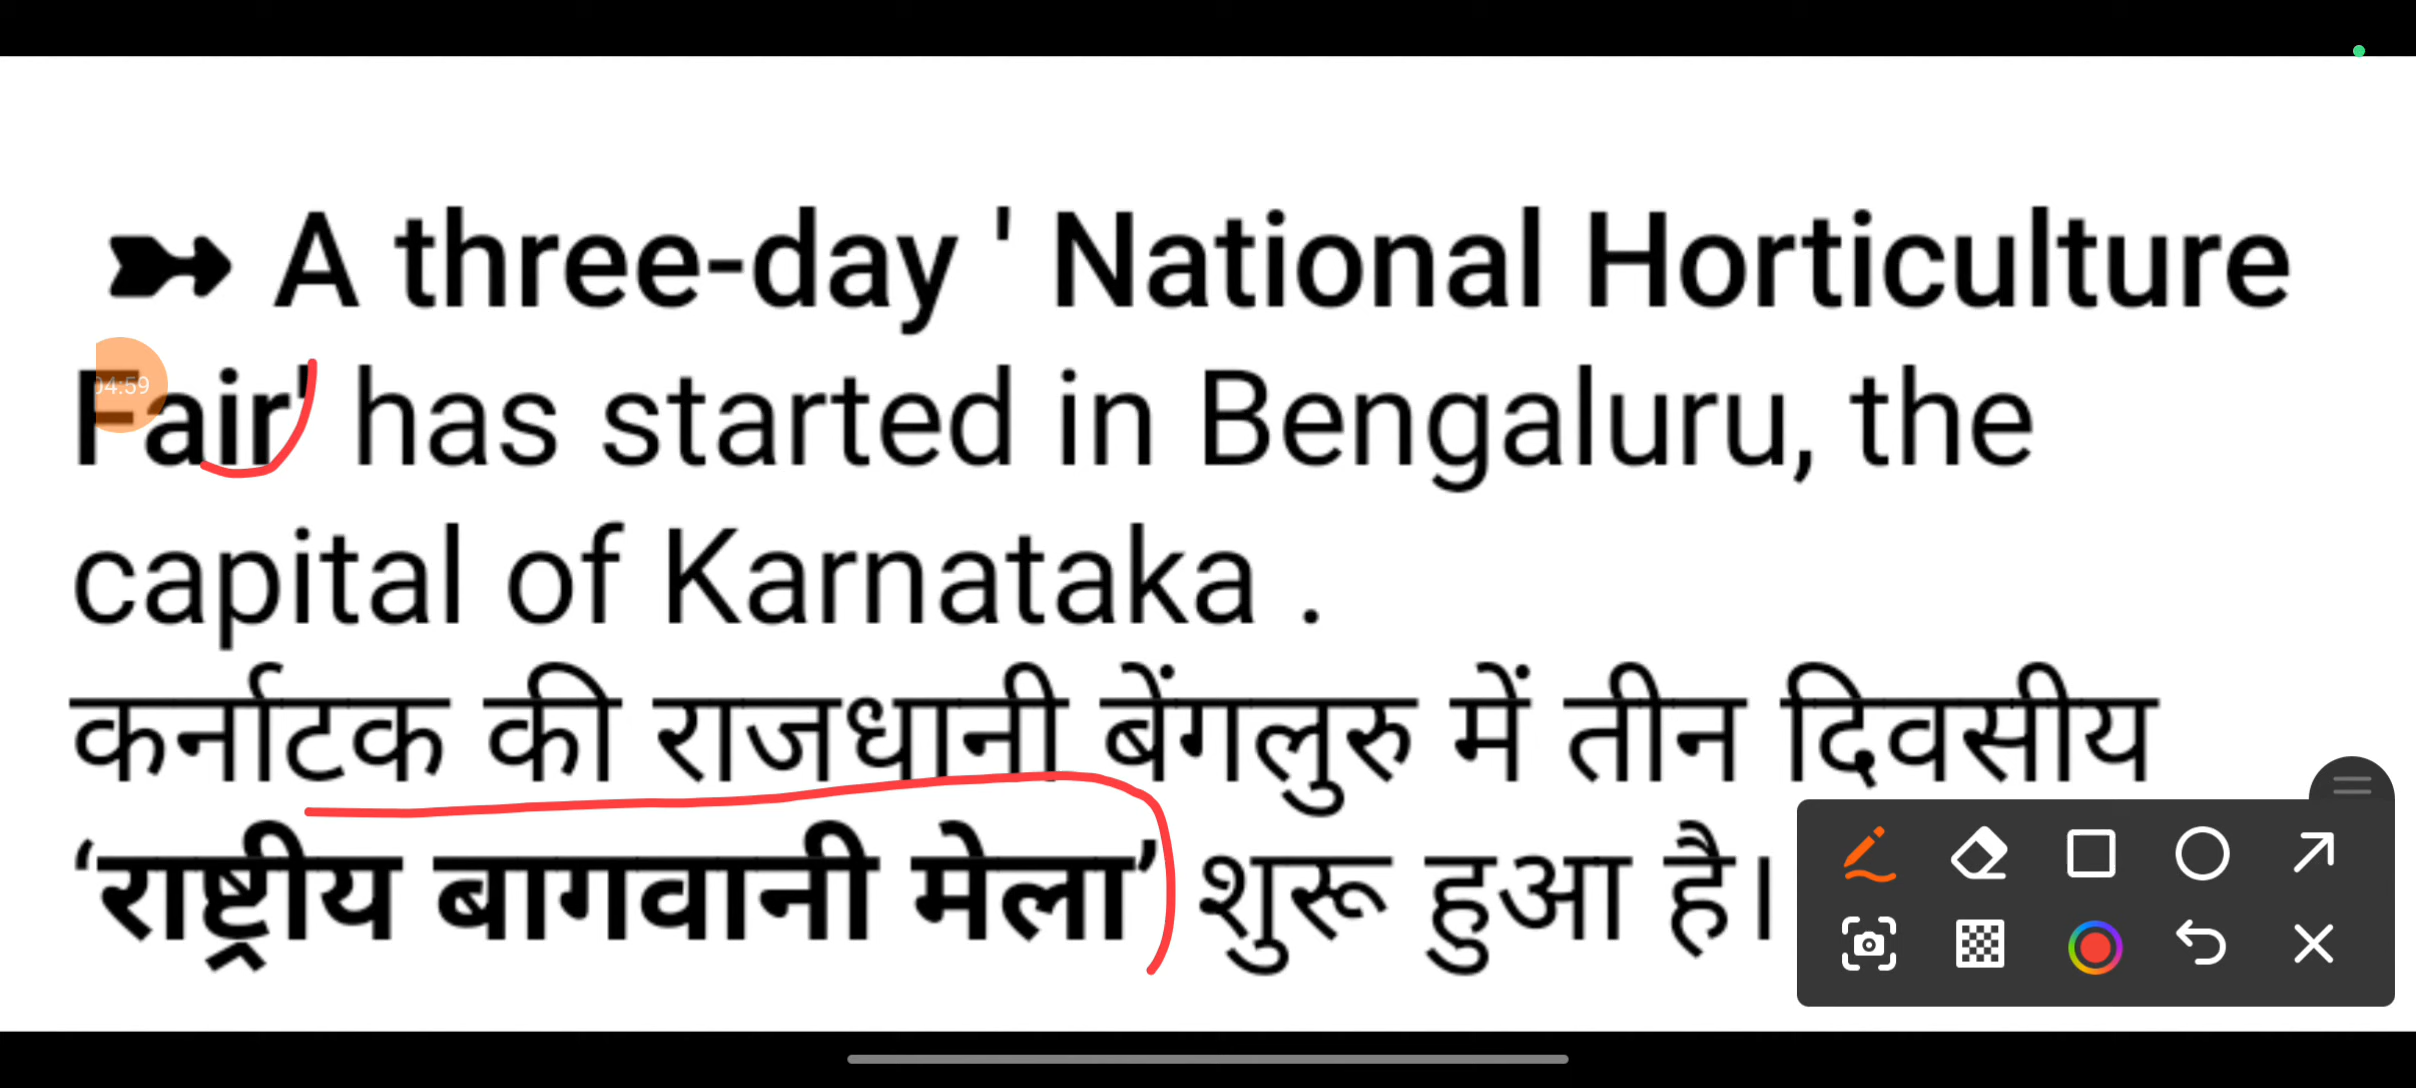 ➳ A three-day ' National Horticulture
Fair' has started in Bengaluru, the
capital of Karnataka .
कर्नाटक की राजधानी बेंगलुरु में तीन दिवसीय
‘राष्ट्रीय बागवानी मेला’ शुरू हुआ है।
04:59